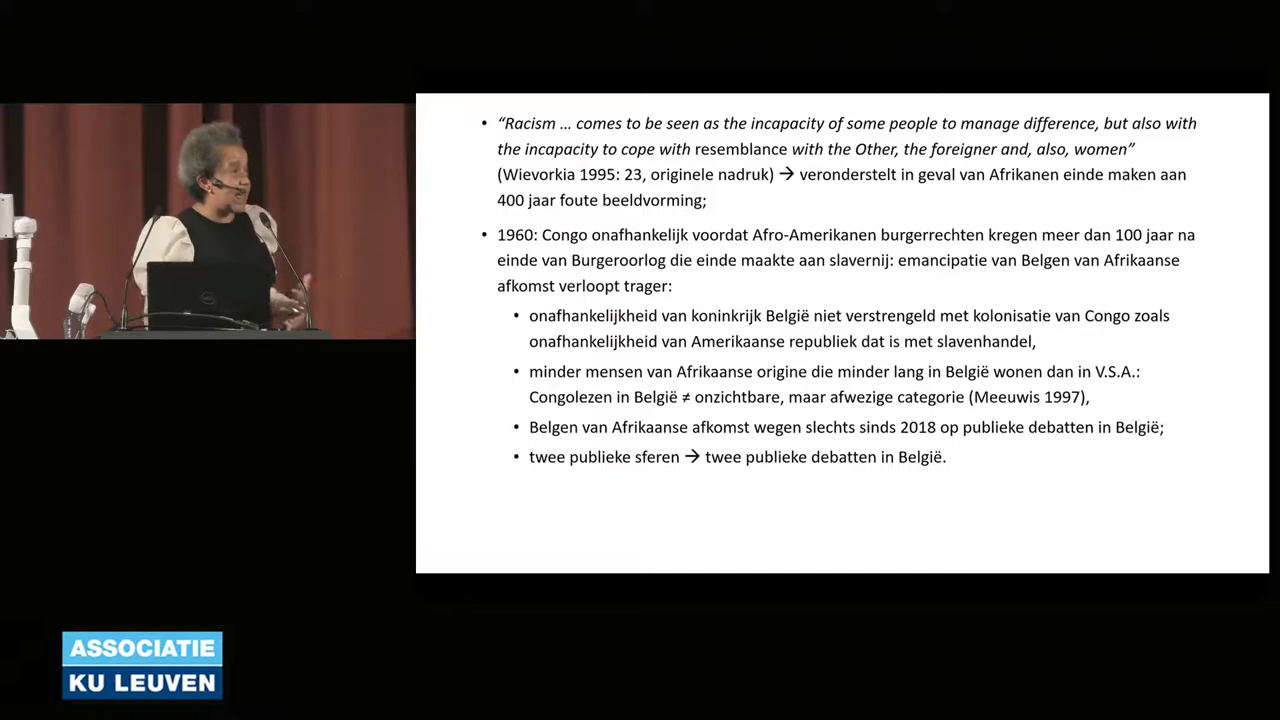 • “Racism … comes to be seen as the incapacity of some people to manage difference, but also with
the incapacity to cope with resemblance with the Other, the foreigner and, also, women”
(Wievorkia 1995: 23, originele nadruk) → veronderstelt in geval van Afrikanen einde maken aan
400 jaar foute beeldvorming;
• 1960: Congo onafhankelijk voordat Afro-Amerikanen burgerrechten kregen meer dan 100 jaar na
einde van Burgeroorlog die einde maakte aan slavernij: emancipatie van Belgen van Afrikaanse
afkomst verloopt trager:
• onafhankelijkheid van koninkrijk België niet verstrengeld met kolonisatie van Congo zoals
onafhankelijkheid van Amerikaanse republiek dat is met slavenhandel,
• minder mensen van Afrikaanse origine die minder lang in België wonen dan in V.S.A.:
Congolezen in België ≠ onzichtbare, maar afwezige categorie (Meeuwis 1997),
• Belgen van Afrikaanse afkomst wegen slechts sinds 2018 op publieke debatten in België;
• twee publieke sferen → twee publieke debatten in België.
ASSOCIATIE
KU LEUVEN